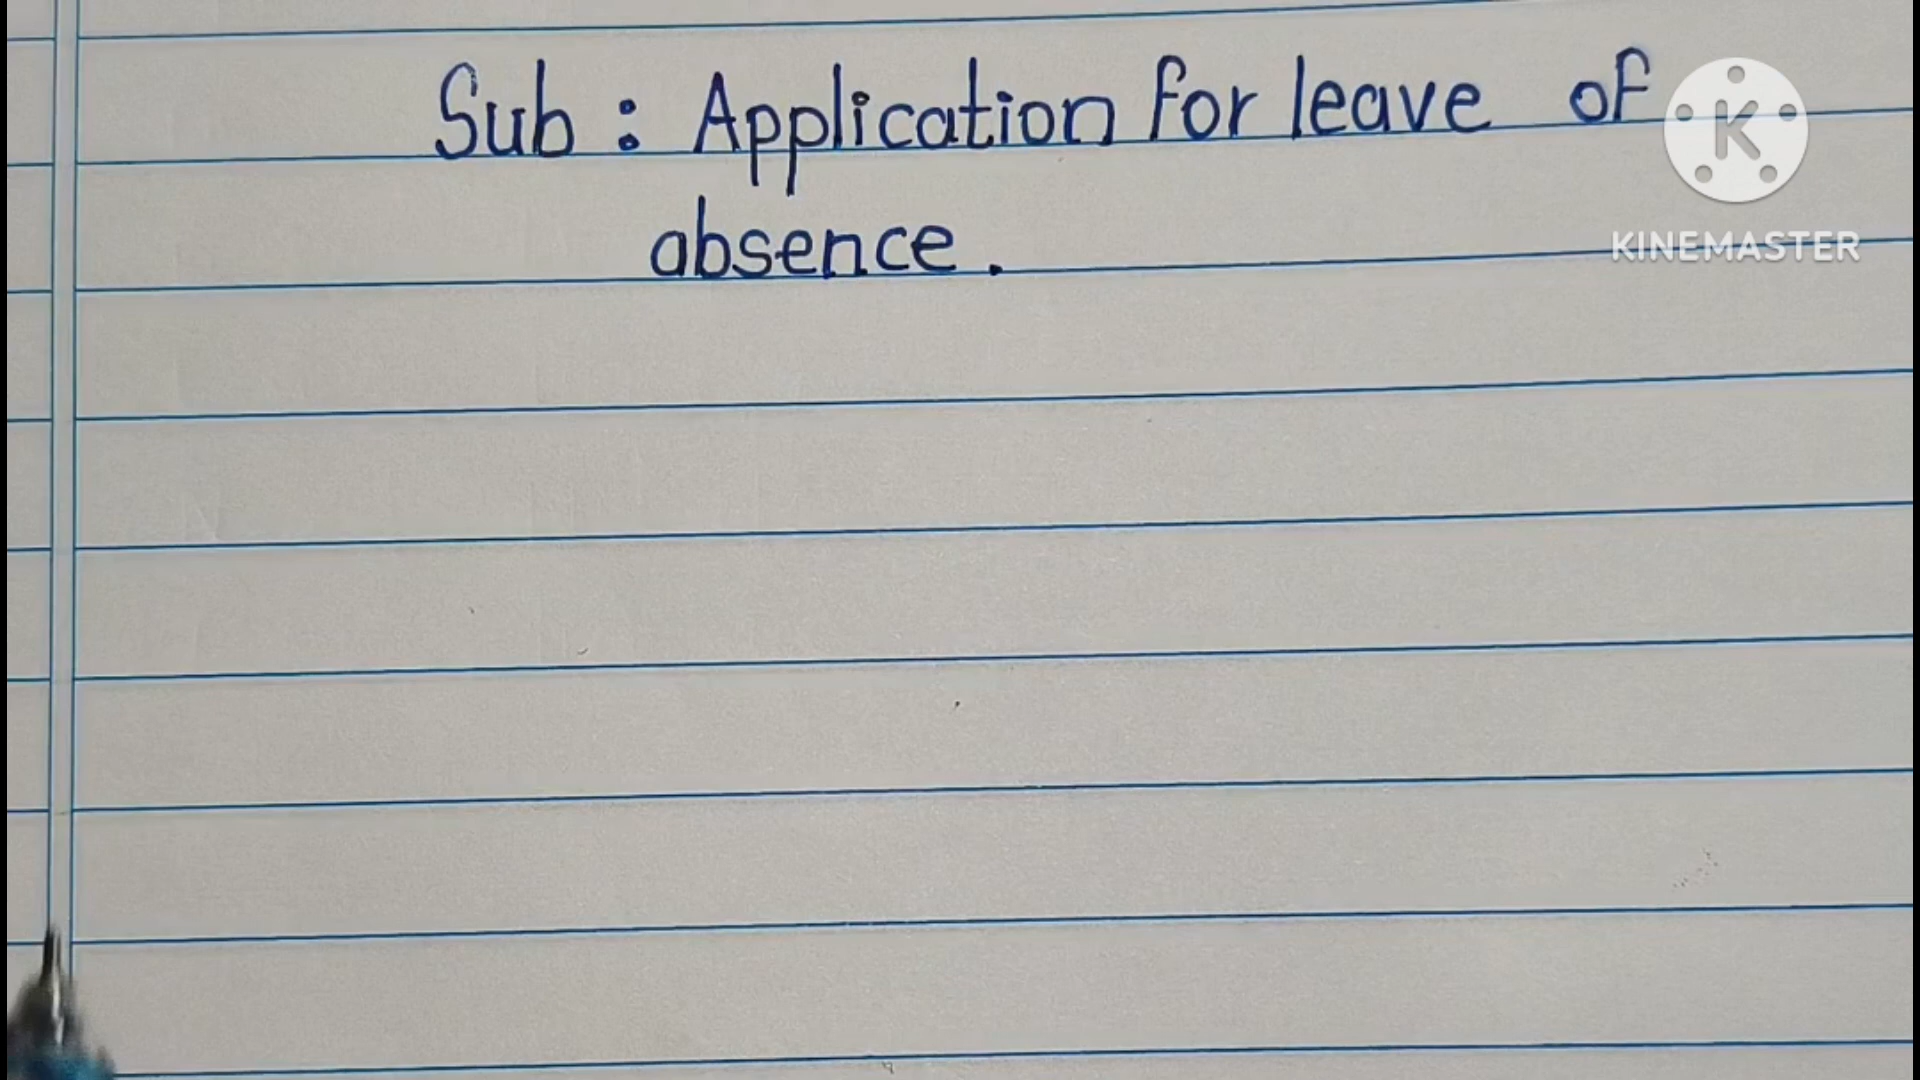 Sub : Application for leave of
absence.
K
KINEMASTER